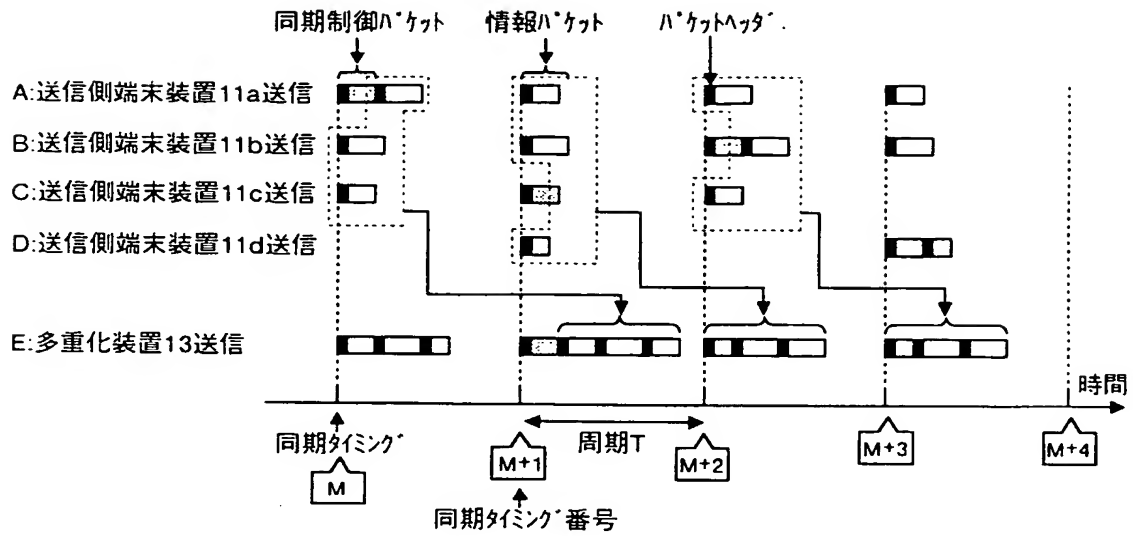 同期制御ﾊﾟｹｯﾄ
情報ﾊﾟｹｯﾄ
ﾊﾟｹｯﾄﾍｯﾀﾞ
A:送信側端末装置11a送信
B:送信側端末装置11b送信
C:送信側端末装置11c送信
D:送信側端末装置11d送信
E:多重化装置13送信
時間
同期ﾀｲﾐﾝｸﾞ
周期T
M
M+1
M+2
M+3
M+4
同期ﾀｲﾐﾝｸﾞ番号